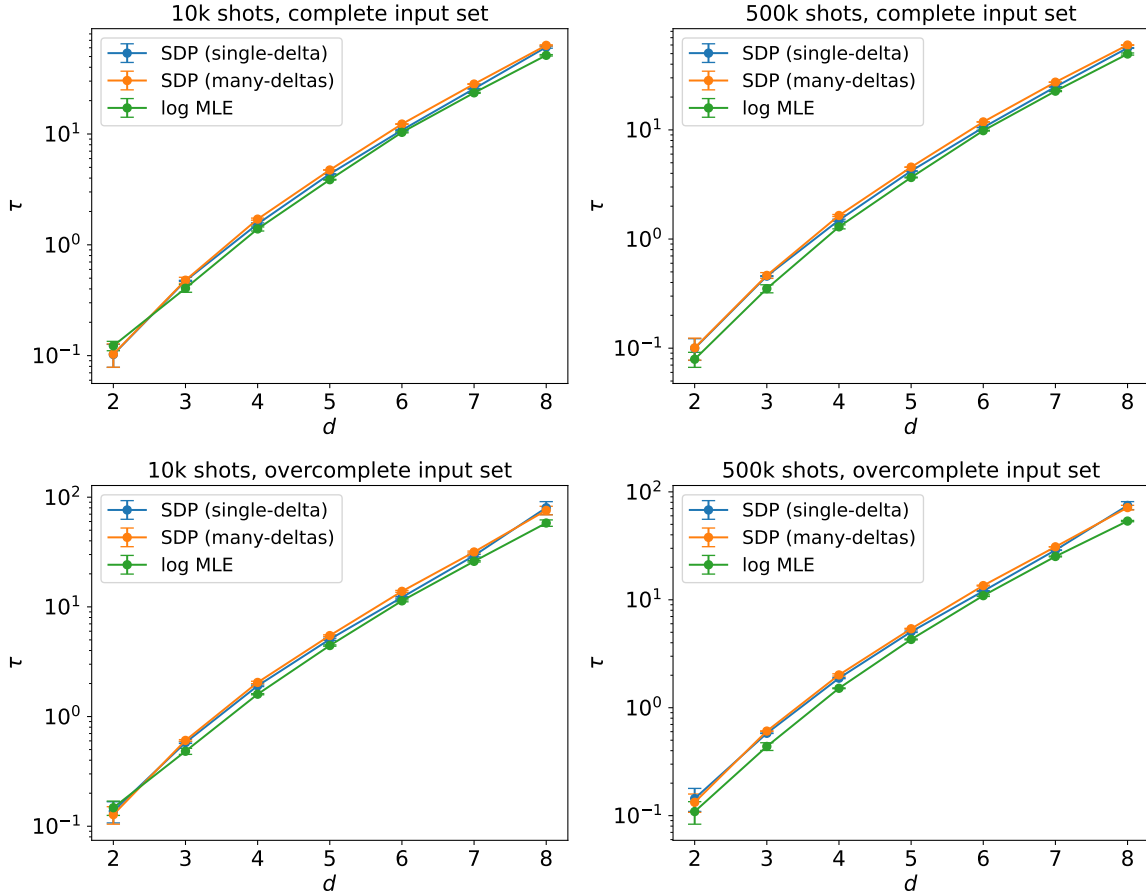 10k shots, complete input set
SDP (single-delta)
SDP (many-deltas)
log MLE
10¹
10⁰
10⁻¹
τ
2 3 4 5 6 7 8
d
500k shots, complete input set
SDP (single-delta)
SDP (many-deltas)
log MLE
10¹
10⁰
10⁻¹
τ
2 3 4 5 6 7 8
d
10k shots, overcomplete input set
SDP (single-delta)
SDP (many-deltas)
log MLE
10²
10¹
10⁰
10⁻¹
τ
2 3 4 5 6 7 8
d
500k shots, overcomplete input set
SDP (single-delta)
SDP (many-deltas)
log MLE
10²
10¹
10⁰
10⁻¹
τ
2 3 4 5 6 7 8
d